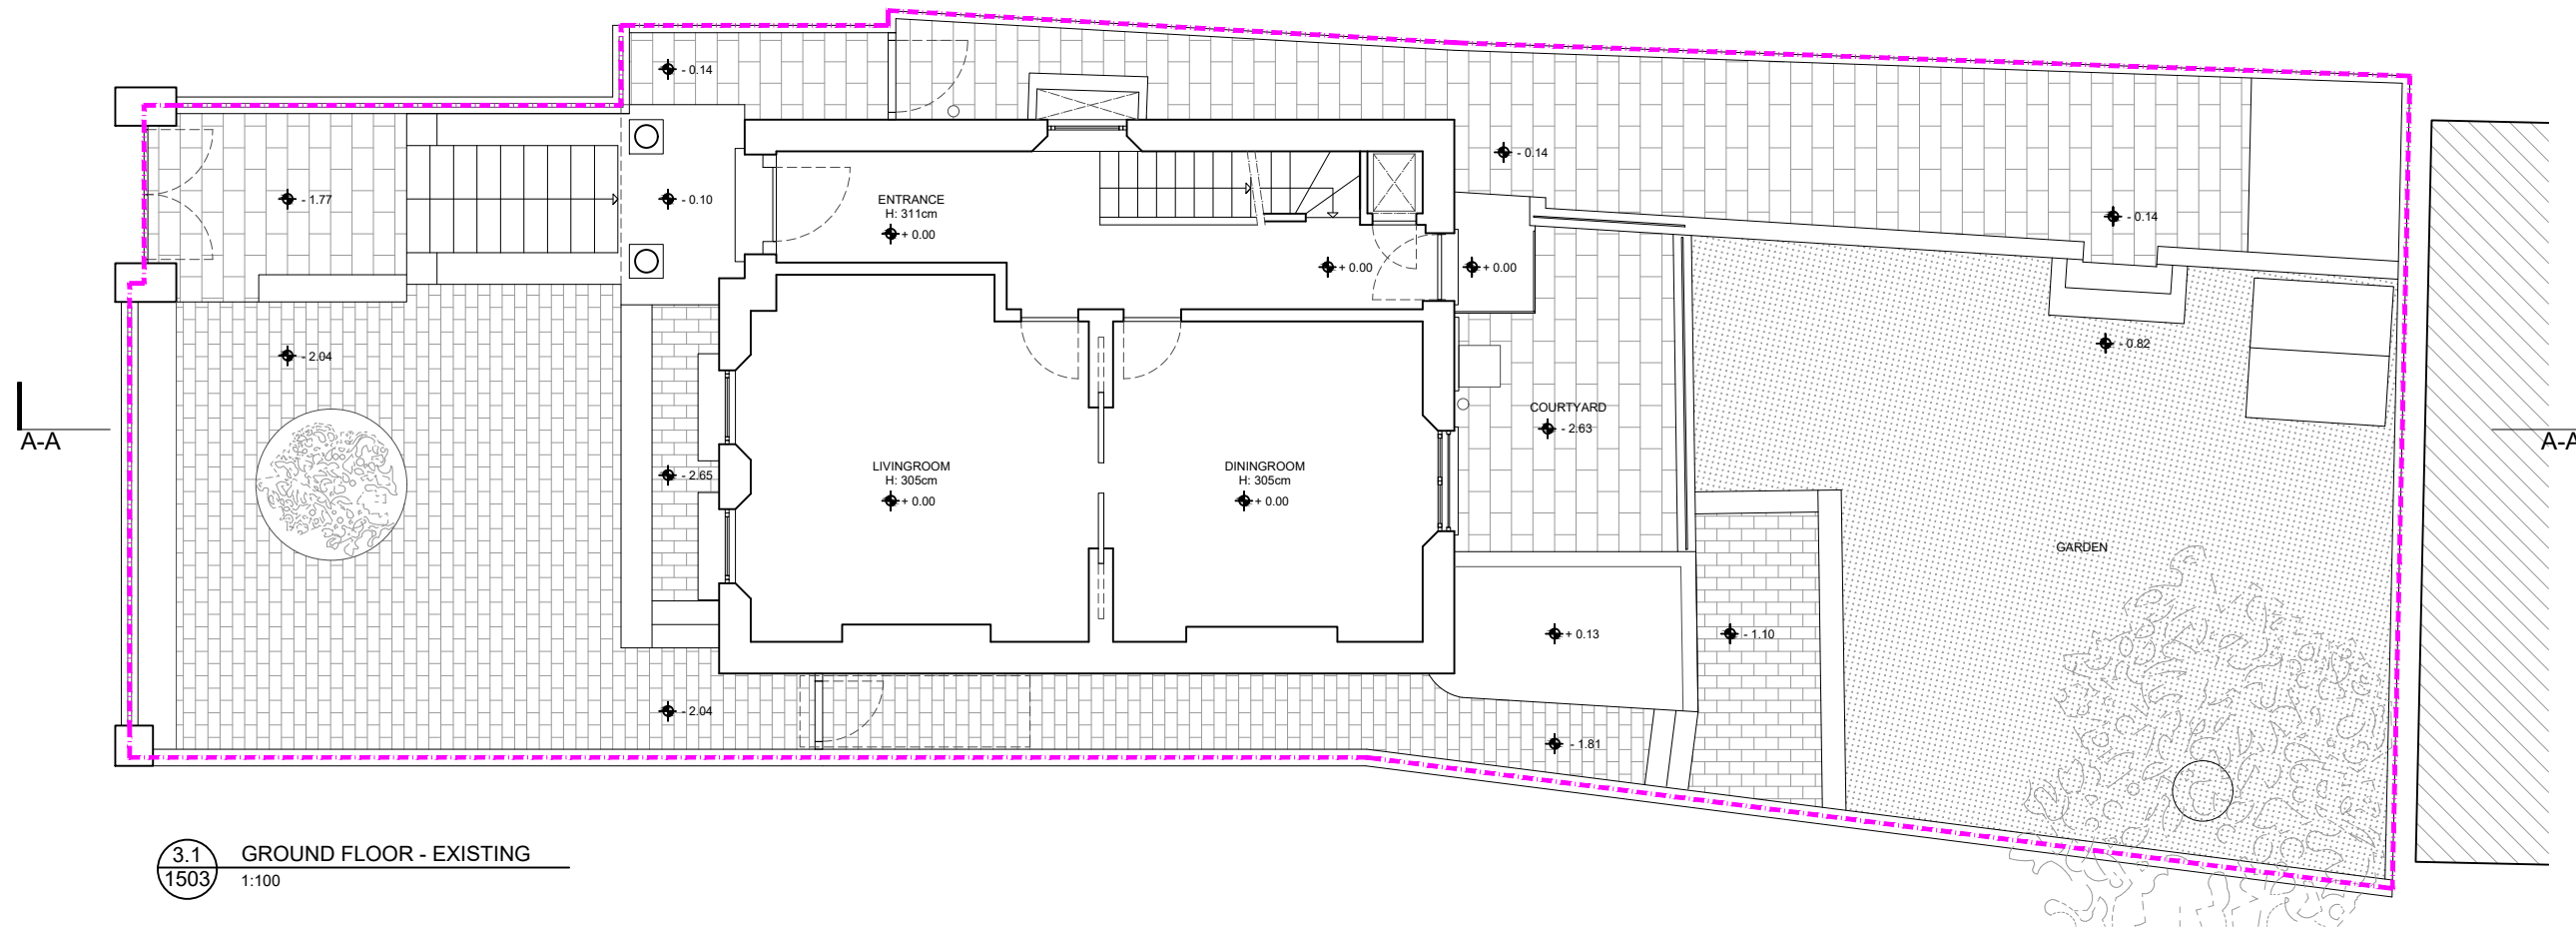 - 0.14
- 1.77
- 0.10
ENTRANCE
H: 311cm
+ 0.00
- 0.14
- 0.14
+ 0.00
+ 0.00
- 2.04
- 0.82
A-A
COURTYARD
- 2.63
A-A
- 2.65
LIVINGROOM
H: 305cm
+ 0.00
DININGROOM
H: 305cm
+ 0.00
GARDEN
+ 0.13
- 1.10
- 2.04
- 1.81
3.1
1503
GROUND FLOOR - EXISTING
1:100